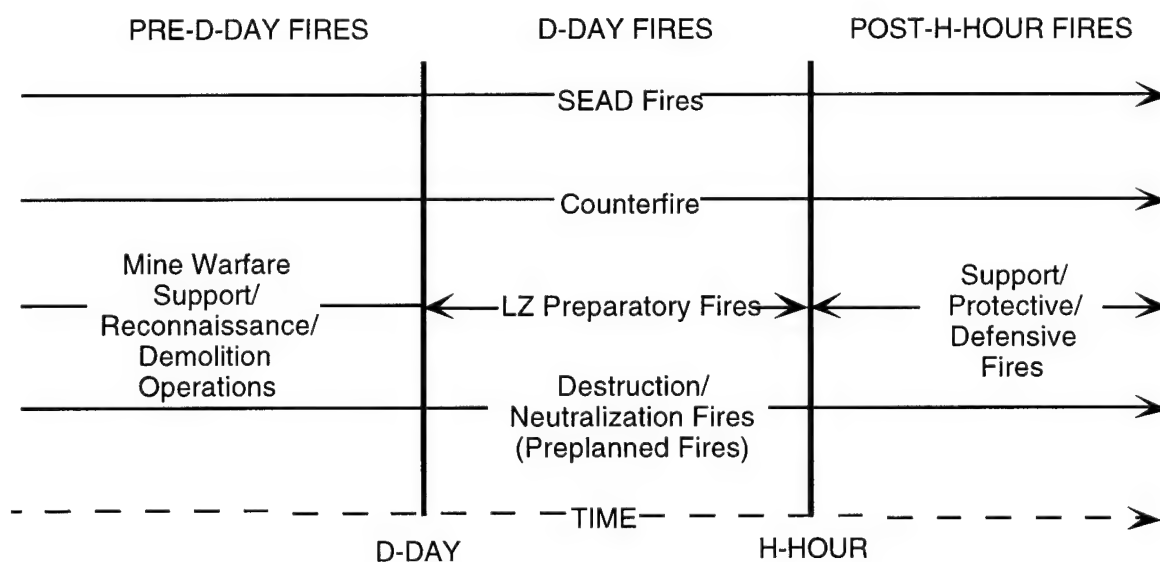 PRE-D-DAY FIRES
D-DAY FIRES
POST-H-HOUR FIRES
SEAD Fires
Counterfire
Mine Warfare
Support/
Reconnaissance/
Demolition
Operations
LZ Preparatory Fires
Support/
Protective/
Defensive
Fires
Destruction/
Neutralization Fires
(Preplanned Fires)
TIME
D-DAY
H-HOUR